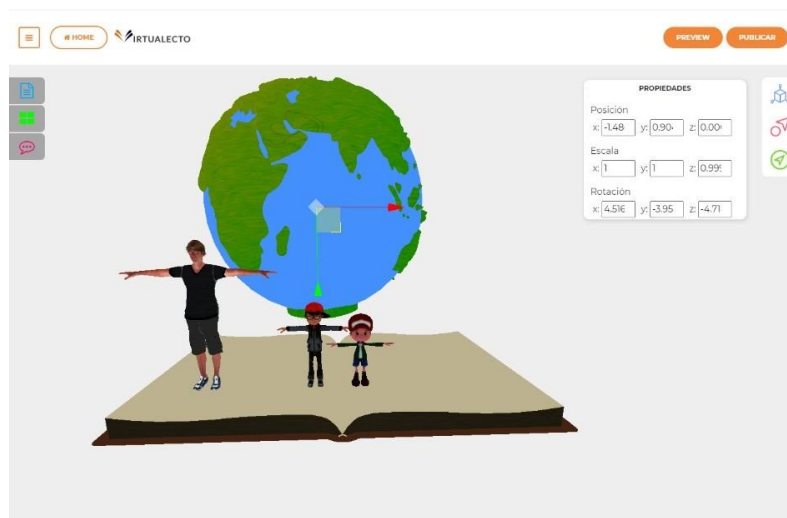 HOME
VIRTUALECTO
PREVIEW
PUBLICAR
PROPIEDADES
Posición
x: -1.48 y: 0.90 z: 0.00
Escala
x: 1 y: 1 z: 0.99
Rotación
x: 4.516 y: -3.95 z: -4.71